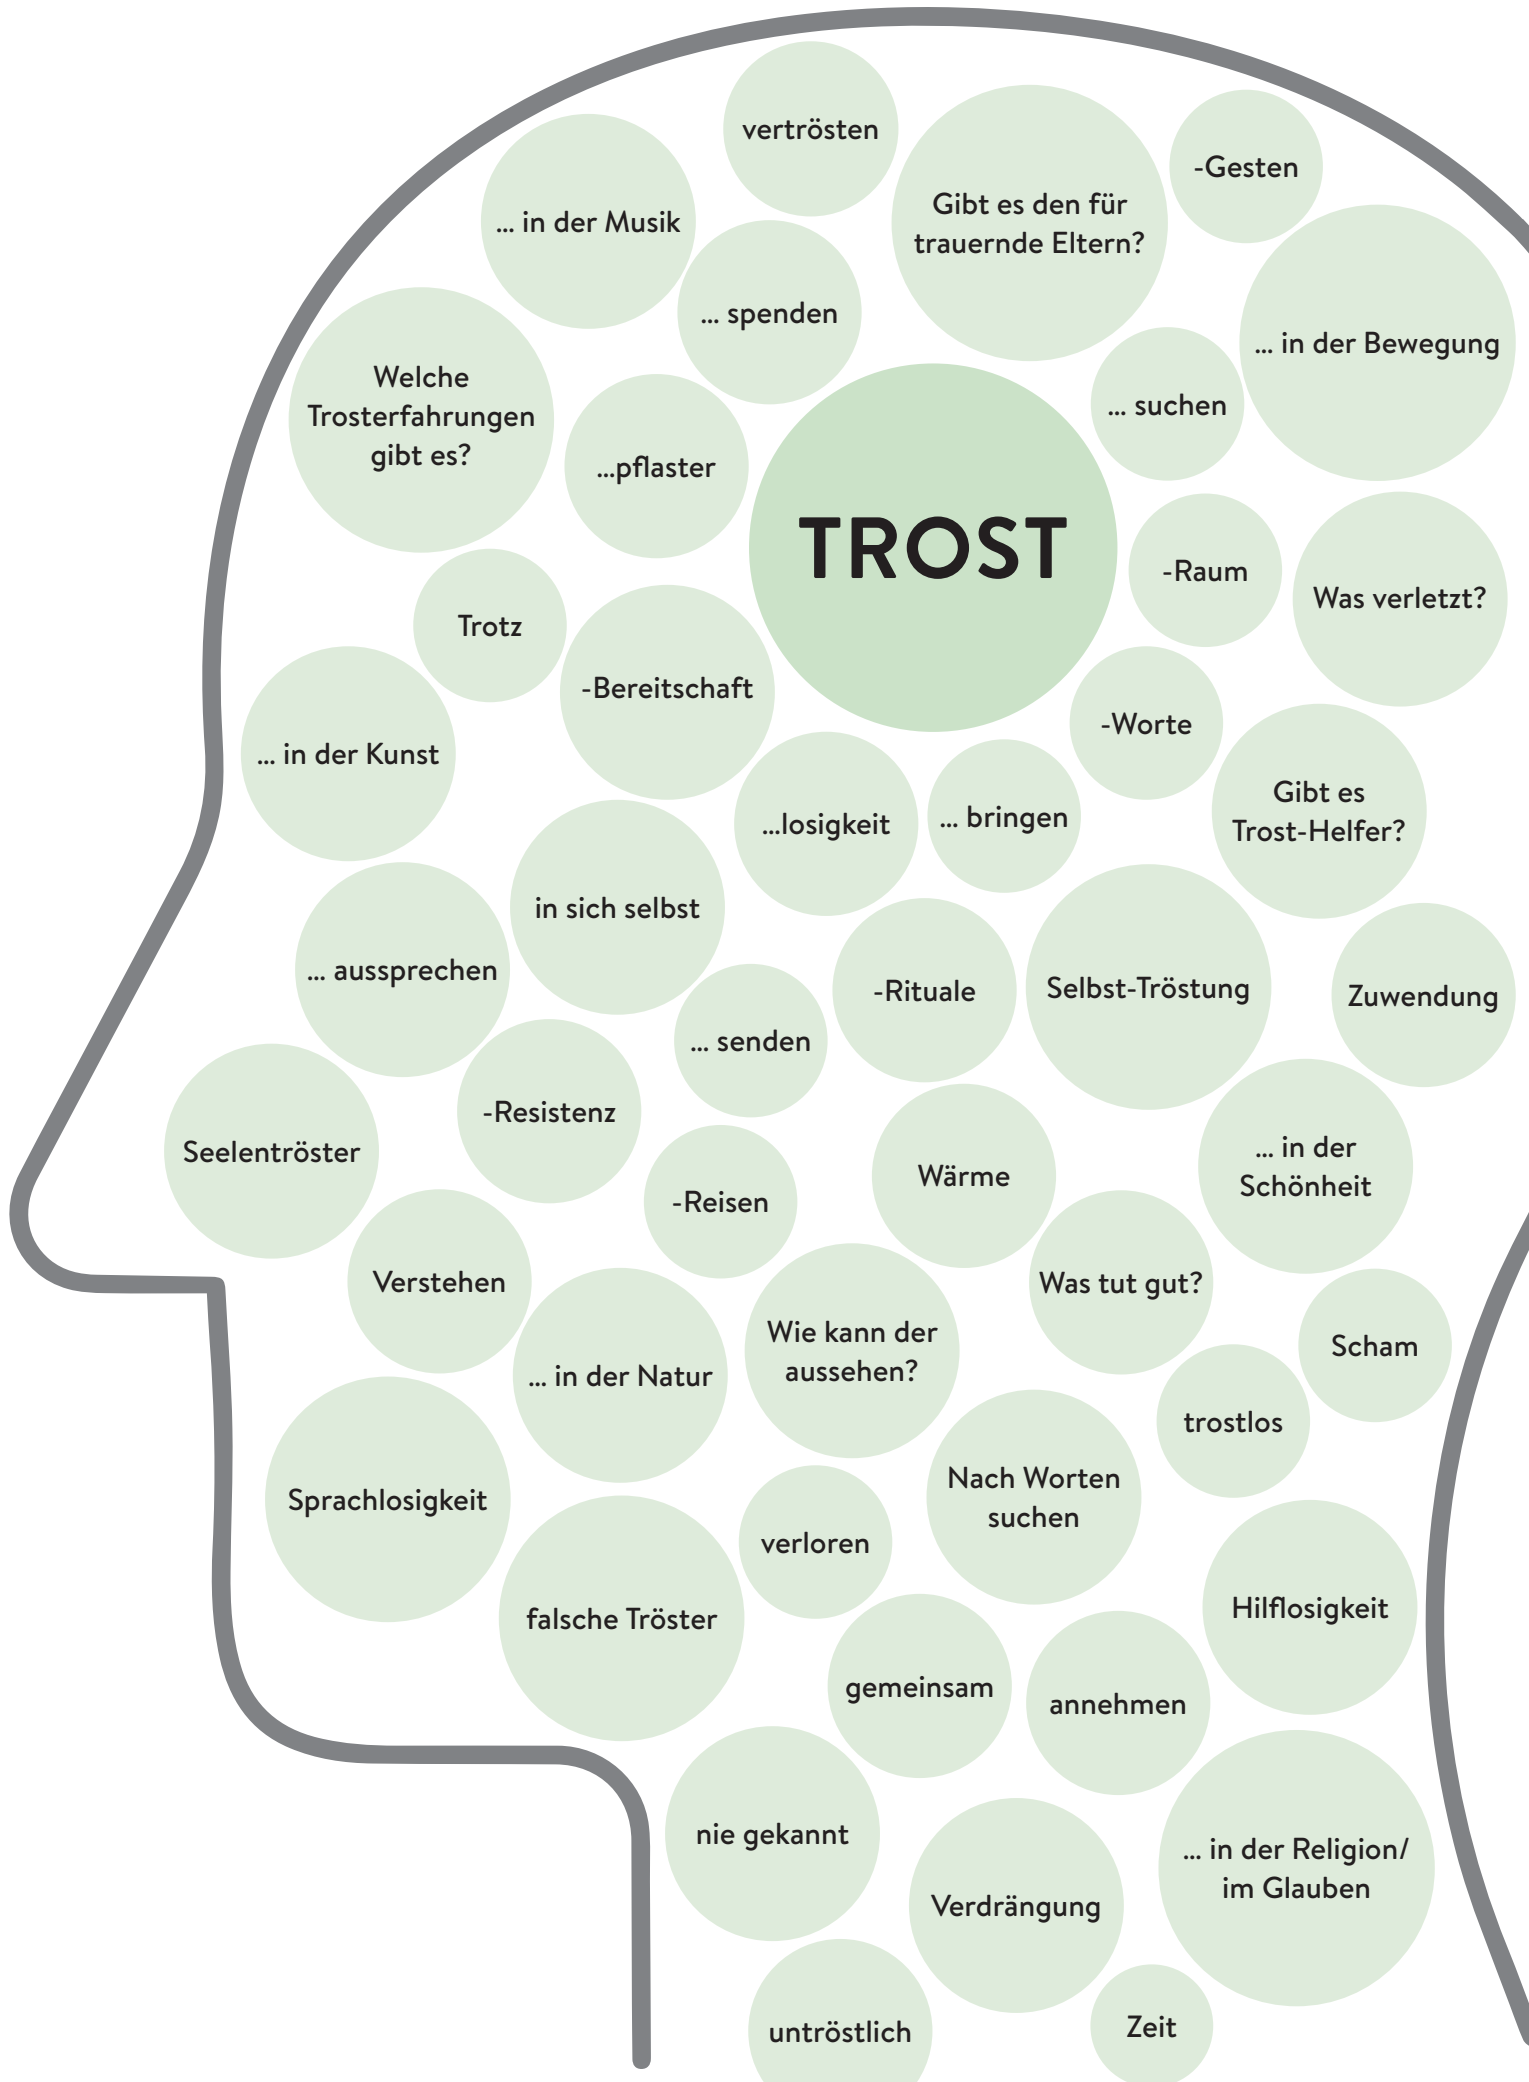 vertrösten
-Gesten
... in der Musik
Gibt es den für
trauernde Eltern?
... spenden
... in der Bewegung
Welche
Trosterfahrungen
gibt es?
... suchen
...pflaster
TROST
-Raum
Was verletzt?
Trotz
-Bereitschaft
-Worte
... in der Kunst
...losigkeit
... bringen
Gibt es
Trost-Helfer?
in sich selbst
... aussprechen
-Rituale
Selbst-Tröstung
Zuwendung
... senden
-Resistenz
Seelentröster
-Reisen
Wärme
... in der
Schönheit
Verstehen
Was tut gut?
Wie kann der
aussehen?
Scham
... in der Natur
trostlos
Sprachlosigkeit
Nach Worten
suchen
verloren
falsche Tröster
Hilflosigkeit
gemeinsam
annehmen
nie gekannt
... in der Religion/
im Glauben
Verdrängung
untröstlich
Zeit